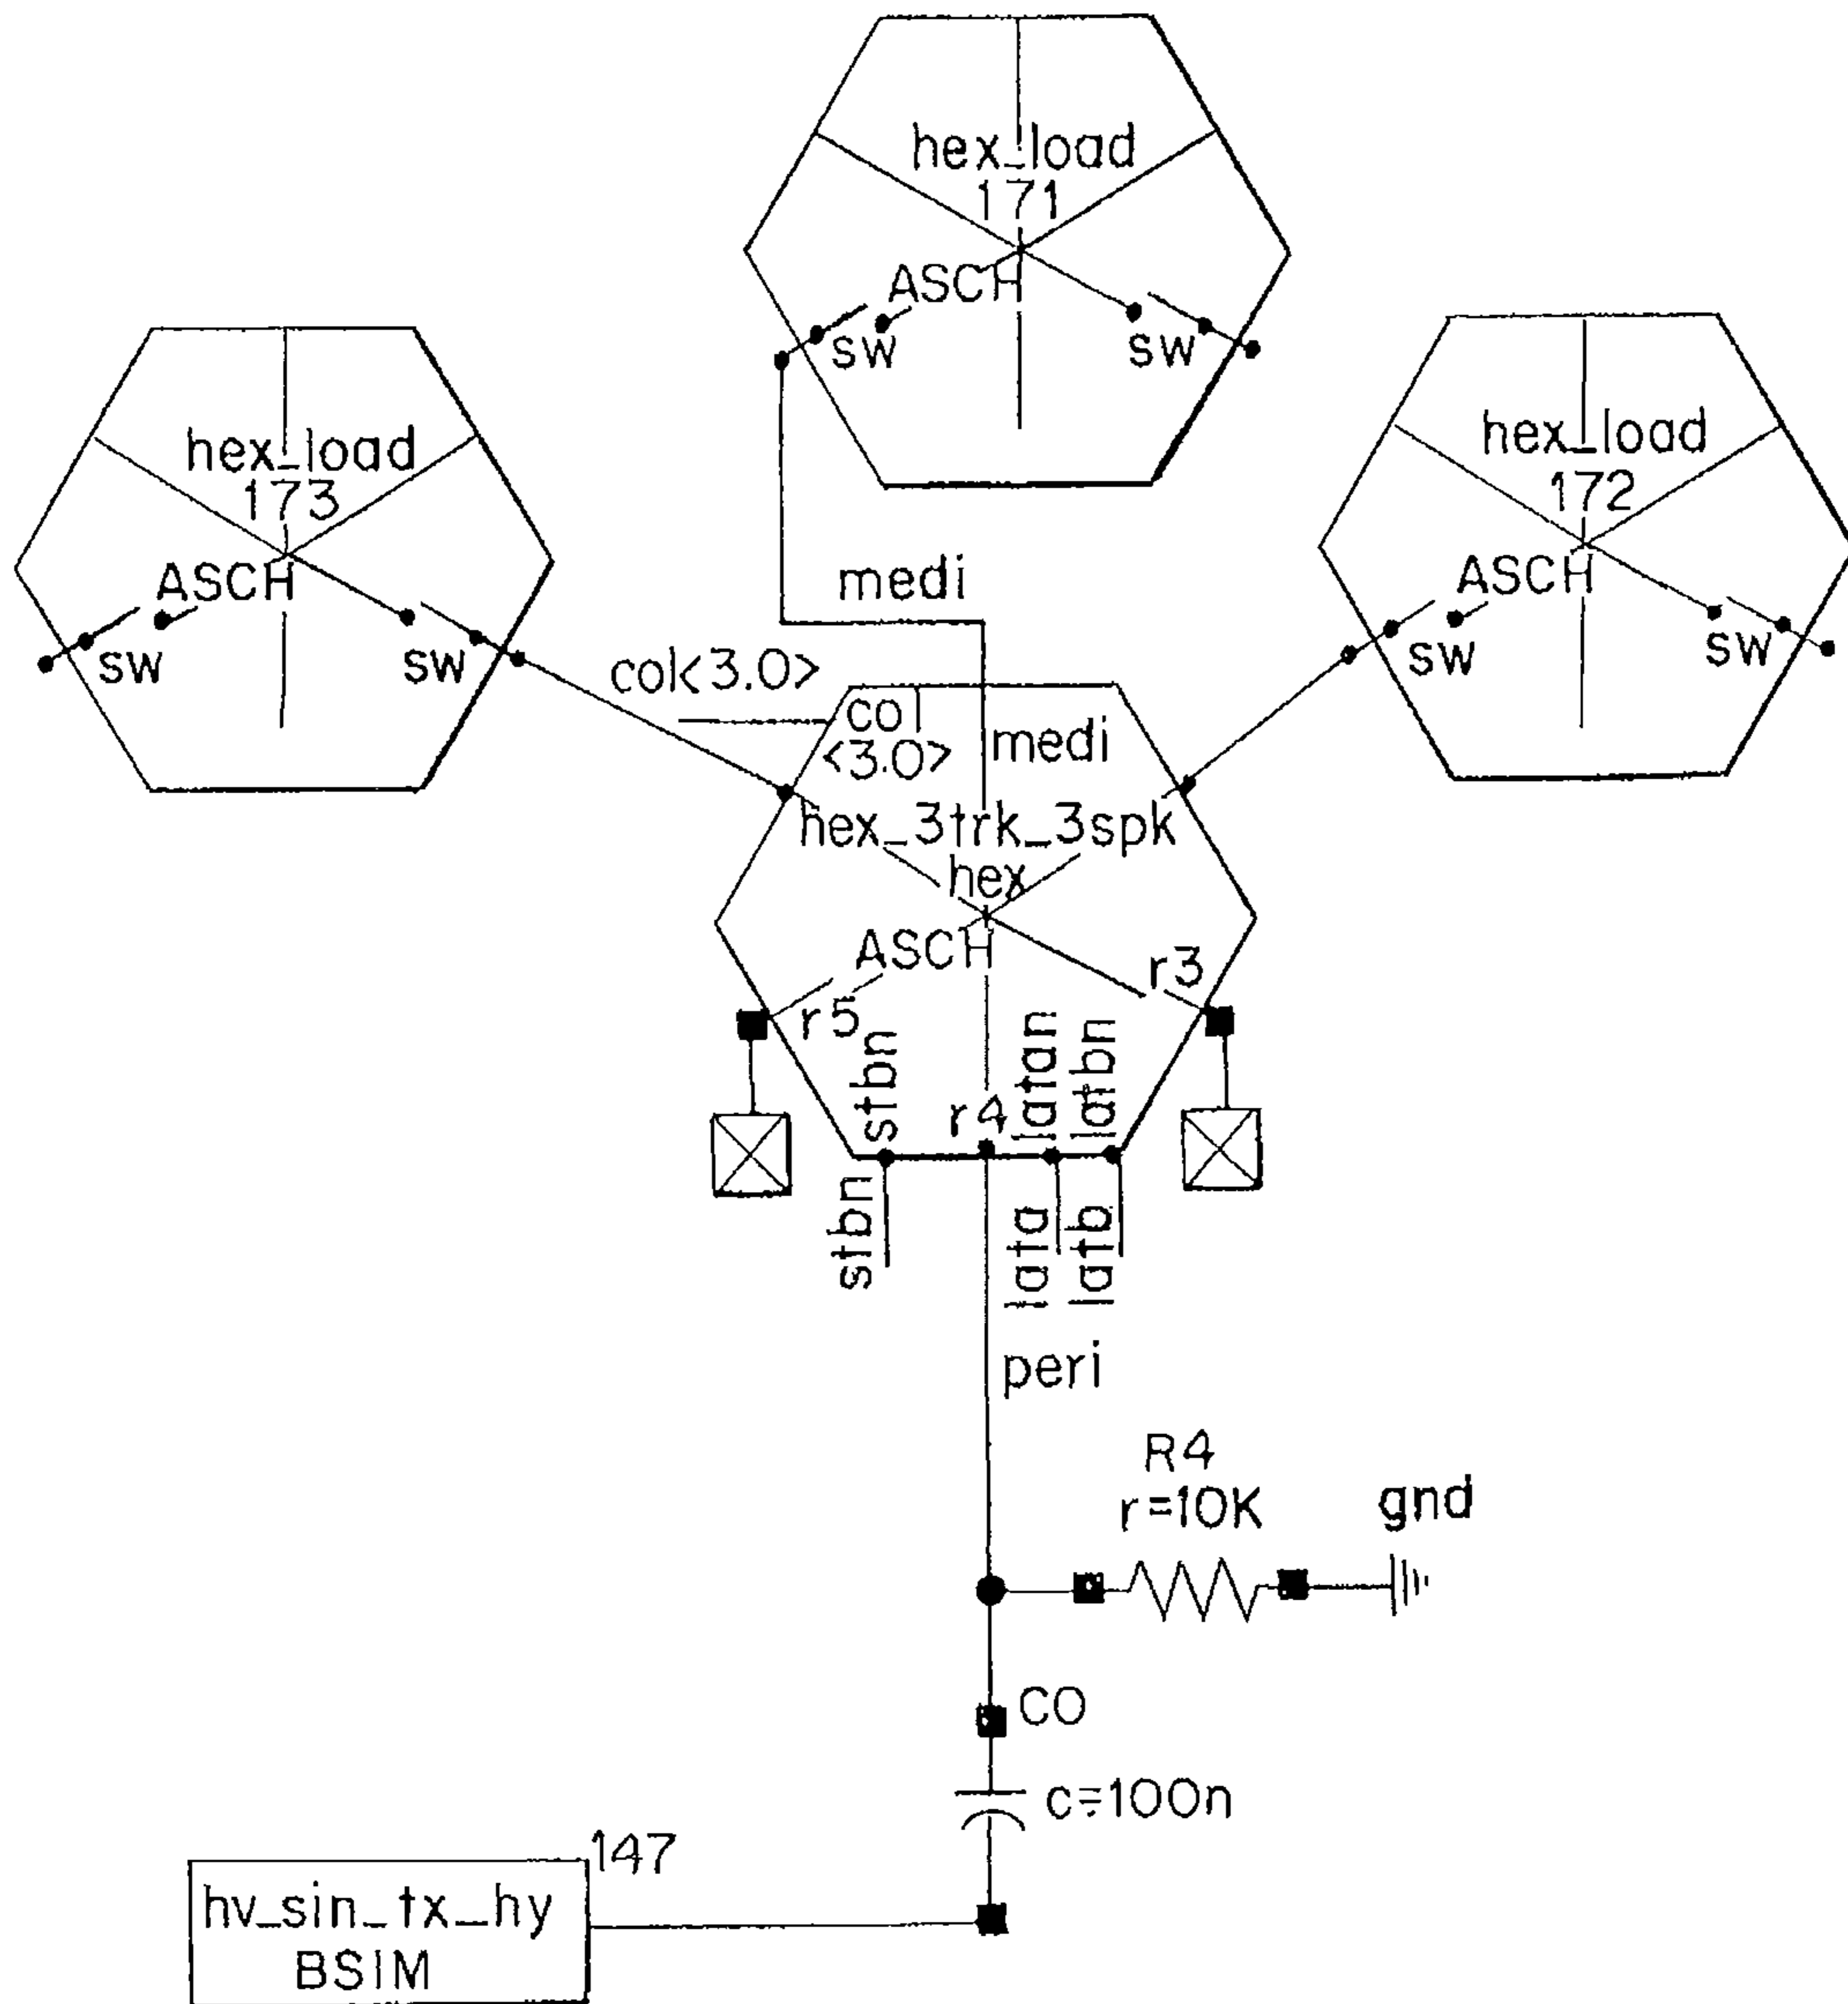 hex_load
171
ASCH
sw
sw
hex_load
173
ASCH
sw
sw
hex_load
172
ASCH
sw
sw
medi
col<3.0>
col
<3.0>
medi
hex_3trk_3spk
hex
ASCH
r3
r5
stbn
r4
latan
latbn
stbn
lata
latb
peri
R4
r=10K
gnd
CO
c=100n
147
hv_sin_tx_hy
BSIM